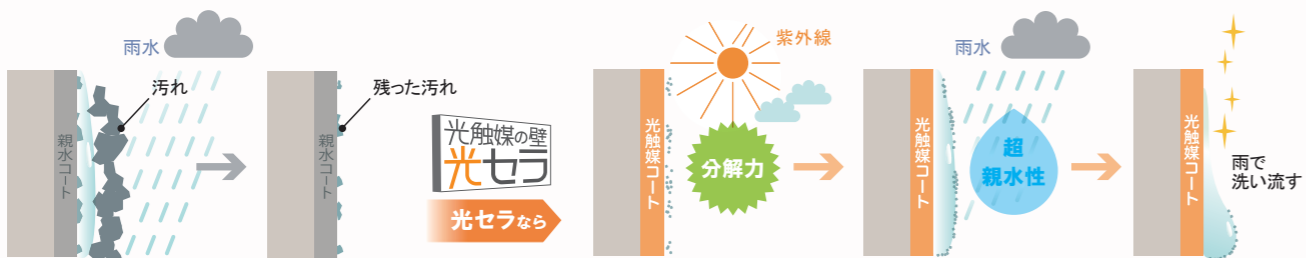 雨水
汚れ
親水コート
残った汚れ
親水コート
光触媒の壁
光セラ
光セラなら
紫外線
光触媒コート
分解力
雨水
光触媒コート
超
親水性
光触媒コート
雨で
洗い流す